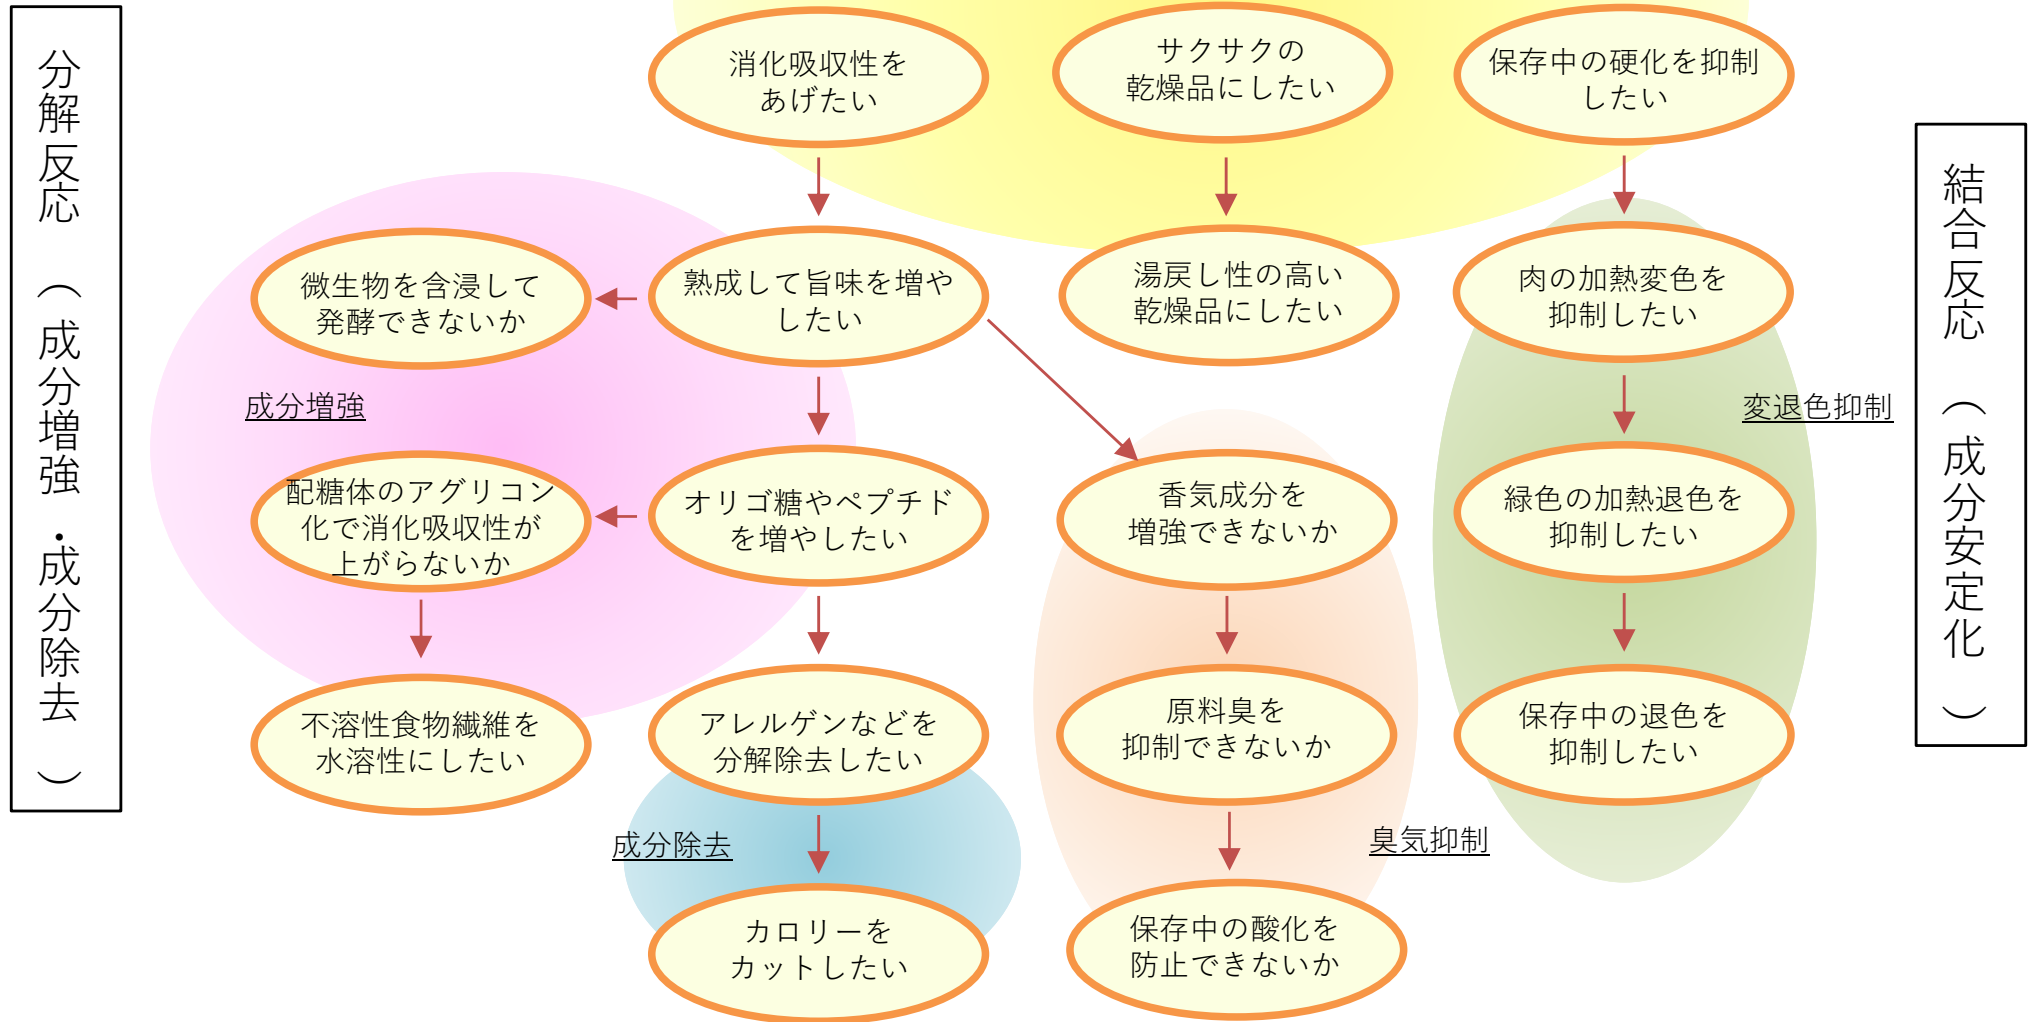 分解反応（成分増強・成分除去）
消化吸収性を
あげたい
サクサクの
乾燥品にしたい
保存中の硬化を抑制
したい
結合反応（成分安定化）
微生物を含浸して
発酵できないか
熟成して旨味を増や
したい
湯戻し性の高い
乾燥品にしたい
肉の加熱変色を
抑制したい
成分増強
変退色抑制
配糖体のアグリコン
化で消化吸収性が
上がらないか
オリゴ糖やペプチド
を増やしたい
香気成分を
増強できないか
緑色の加熱退色を
抑制したい
不溶性食物繊維を
水溶性にしたい
アレルゲンなどを
分解除去したい
原料臭を
抑制できないか
保存中の退色を
抑制したい
成分除去
臭気抑制
カロリーを
カットしたい
保存中の酸化を
防止できないか